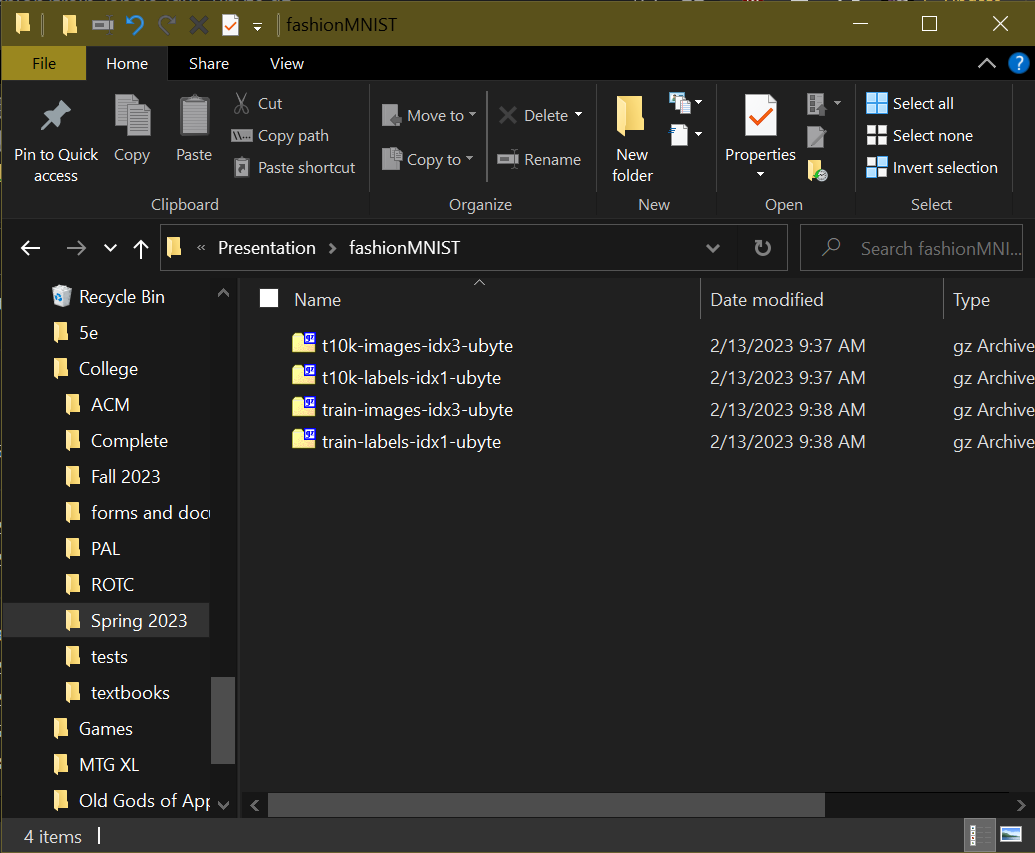 fashionMNIST
File Home Share View
Pin to Quick access
Copy
Paste
Cut
Copy path
Paste shortcut
Clipboard
Move to
Copy to
Delete
Rename
Organize
New folder
New
Properties
Open
Select all
Select none
Invert selection
Select
« Presentation > fashionMNIST
Search fashionMNI...
Recycle Bin
5e
College
ACM
Complete
Fall 2023
forms and docu
PAL
ROTC
Spring 2023
tests
textbooks
Games
MTG XL
Old Gods of App
Name Date modified Type
t10k-images-idx3-ubyte 2/13/2023 9:37 AM gz Archive
t10k-labels-idx1-ubyte 2/13/2023 9:37 AM gz Archive
train-images-idx3-ubyte 2/13/2023 9:38 AM gz Archive
train-labels-idx1-ubyte 2/13/2023 9:38 AM gz Archive
4 items